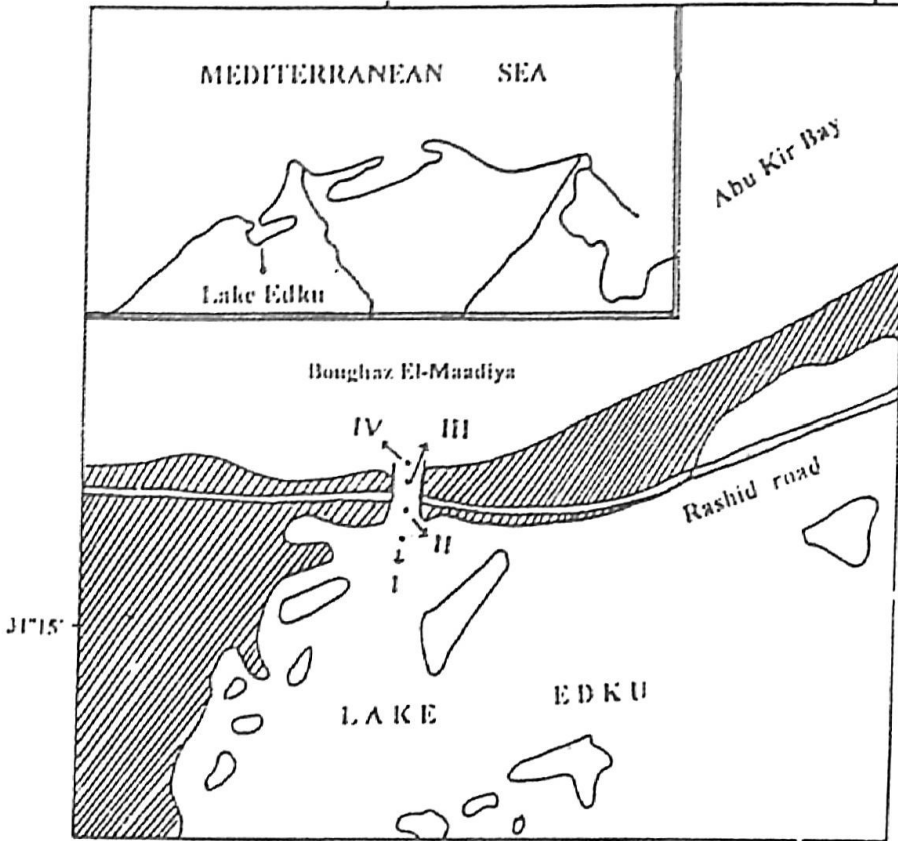 MEDITERRANEAN SEA
Abu Kir Bay
Lake Edku
Boughaz El-Maadiya
IV III
Rashid road
II
I
31°15'
EDKU
LAKE